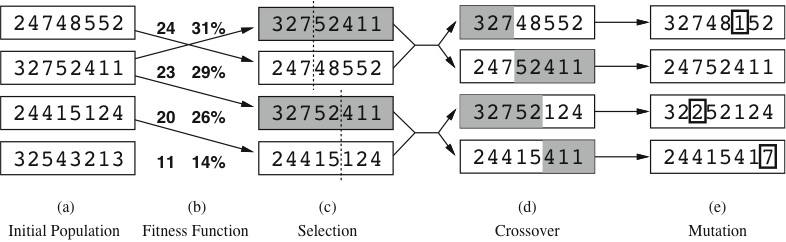 24748552 24 31% 32752411 32748552 32748152
32752411 23 29% 24748552 24752411 24752411
24415124 20 26% 32752411 32752124 32252124
32543213 11 14% 24415124 24415411 24415417
(a) (b) (c) (d) (e)
Initial Population Fitness Function Selection Crossover Mutation